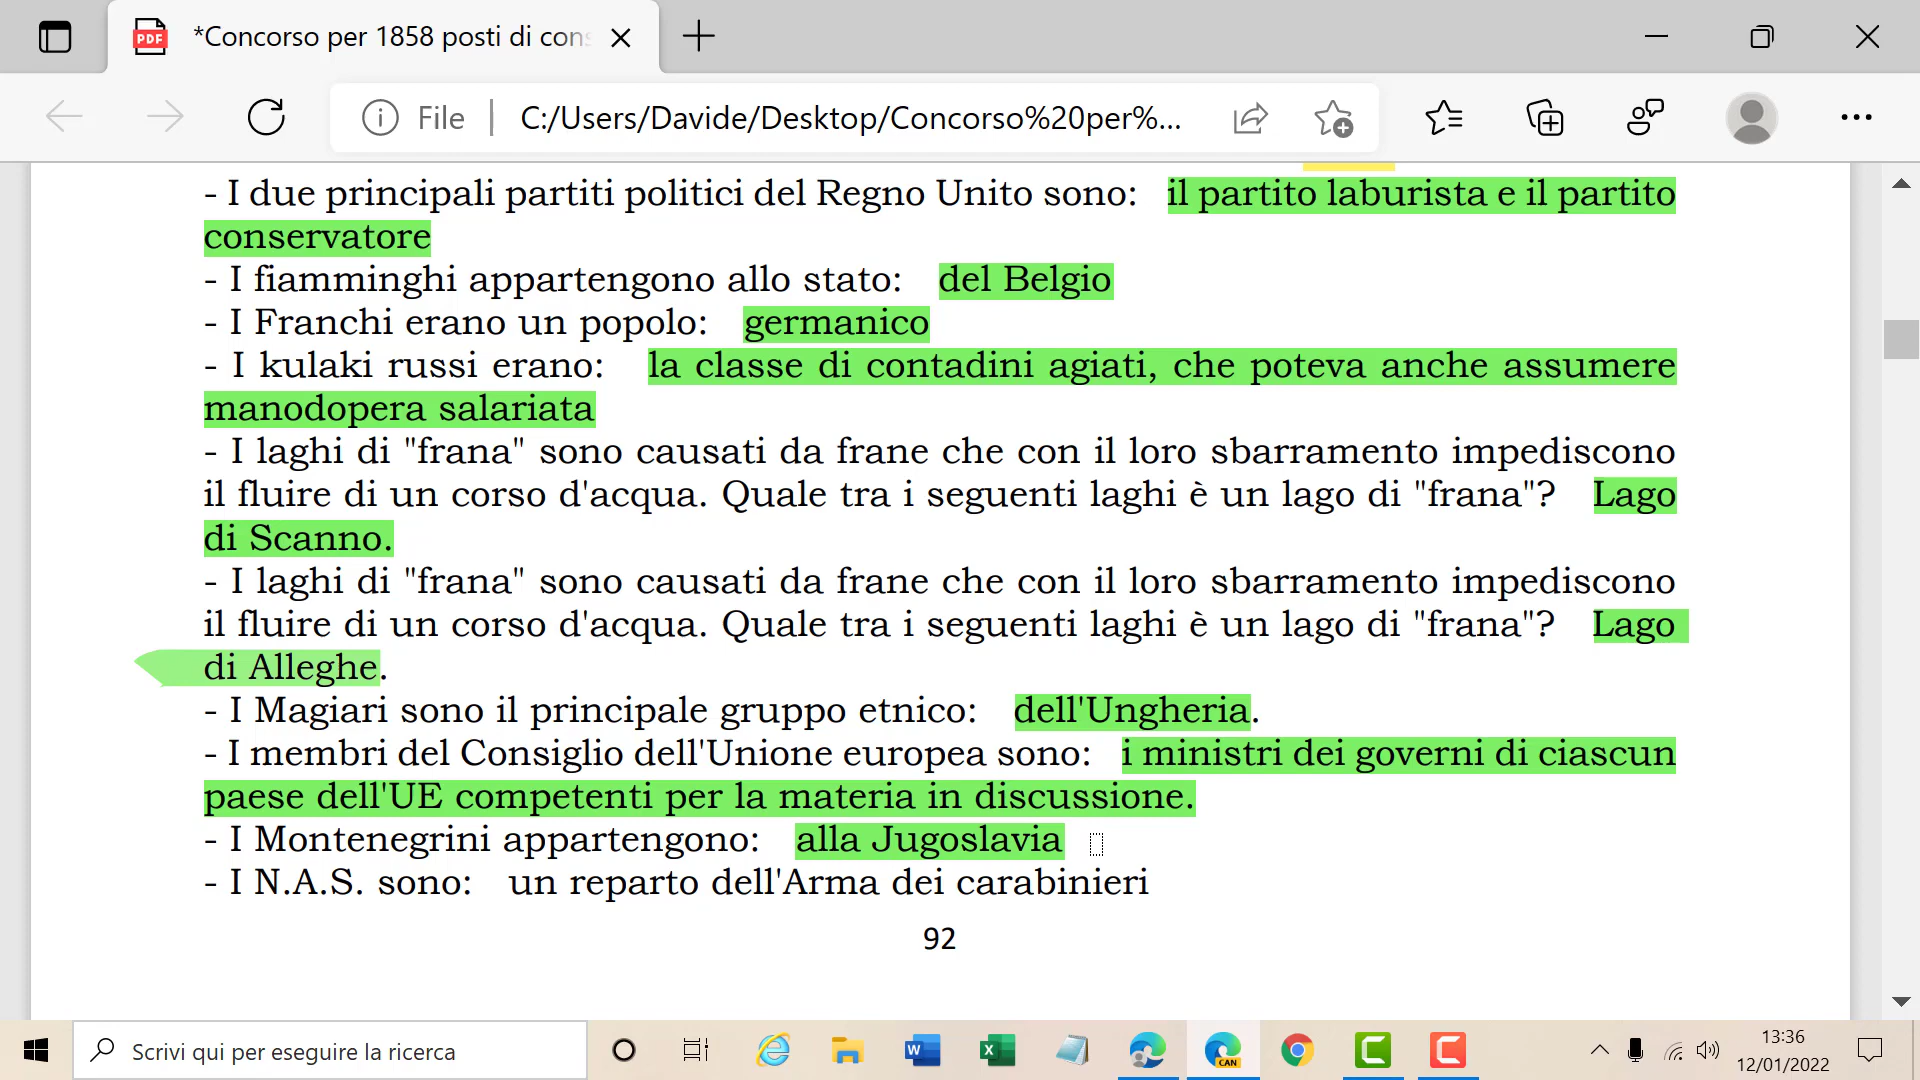 *Concorso per 1858 posti di cons
File
C:/Users/Davide/Desktop/Concorso%20per%...
- I due principali partiti politici del Regno Unito sono: il partito laburista e il partito
conservatore
- I fiamminghi appartengono allo stato: del Belgio
- I Franchi erano un popolo: germanico
- I kulaki russi erano: la classe di contadini agiati, che poteva anche assumere
manodopera salariata
- I laghi di "frana" sono causati da frane che con il loro sbarramento impediscono
il fluire di un corso d'acqua. Quale tra i seguenti laghi è un lago di "frana"? Lago
di Scanno.
- I laghi di "frana" sono causati da frane che con il loro sbarramento impediscono
il fluire di un corso d'acqua. Quale tra i seguenti laghi è un lago di "frana"? Lago
di Alleghe.
- I Magiari sono il principale gruppo etnico: dell'Ungheria.
- I membri del Consiglio dell'Unione europea sono: i ministri dei governi di ciascun
paese dell'UE competenti per la materia in discussione.
- I Montenegrini appartengono: alla Jugoslavia
- I N.A.S. sono: un reparto dell'Arma dei carabinieri
92
Scrivi qui per eseguire la ricerca
CAN
13:36
12/01/2022